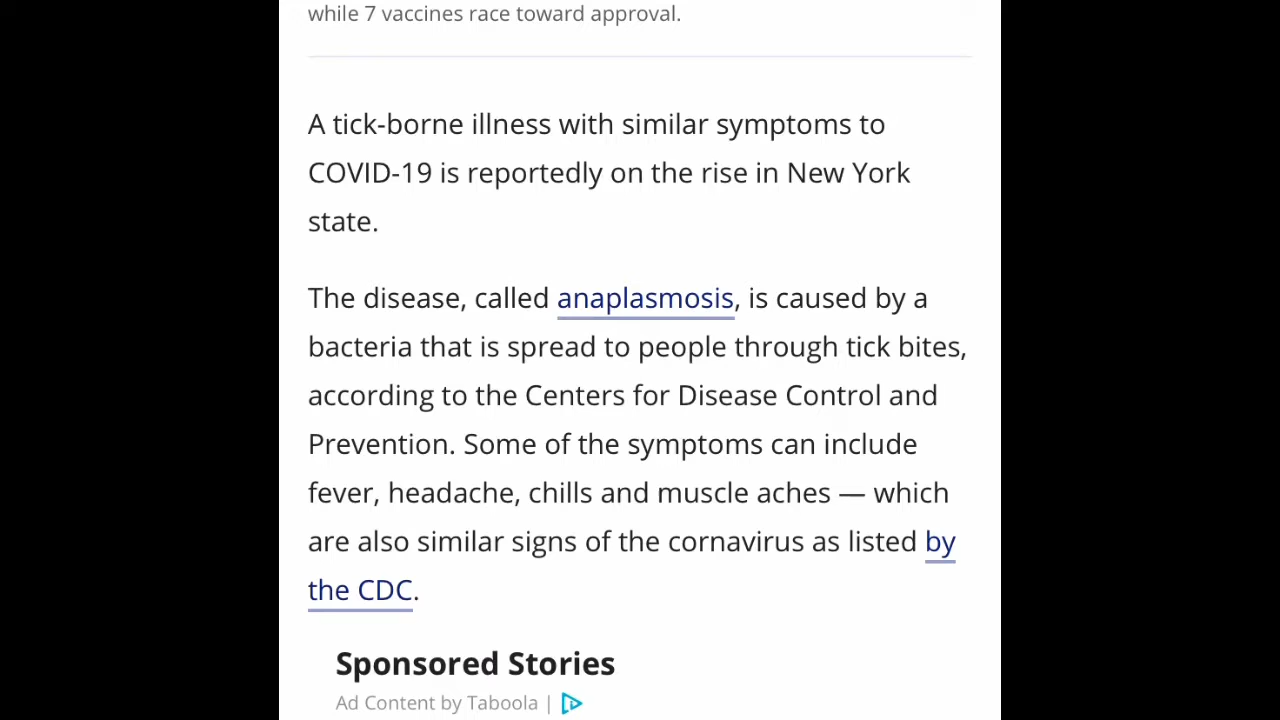 while 7 vaccines race toward approval.
A tick-borne illness with similar symptoms to
COVID-19 is reportedly on the rise in New York
state.
The disease, called anaplasmosis, is caused by a
bacteria that is spread to people through tick bites,
according to the Centers for Disease Control and
Prevention. Some of the symptoms can include
fever, headache, chills and muscle aches — which
are also similar signs of the cornavirus as listed by
the CDC.
Sponsored Stories
Ad Content by Taboola |